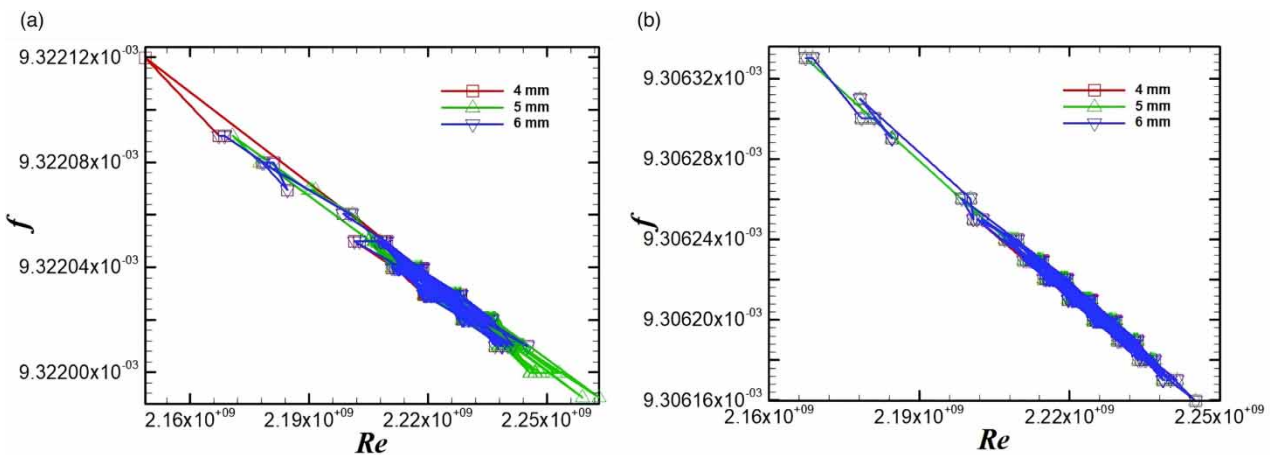 (a)
9.32212x10⁻⁰³
9.32208x10⁻⁰³
9.32204x10⁻⁰³
9.32200x10⁻⁰³
f
4 mm
5 mm
6 mm
2.16x10⁺⁰⁹ 2.19x10⁺⁰⁹ 2.22x10⁺⁰⁹ 2.25x10⁺⁰⁹
Re
(b)
9.30632x10⁻⁰³
9.30628x10⁻⁰³
9.30624x10⁻⁰³
9.30620x10⁻⁰³
9.30616x10⁻⁰³
f
4 mm
5 mm
6 mm
2.16x10⁺⁰⁹ 2.19x10⁺⁰⁹ 2.22x10⁺⁰⁹ 2.25x10⁺⁰⁹
Re